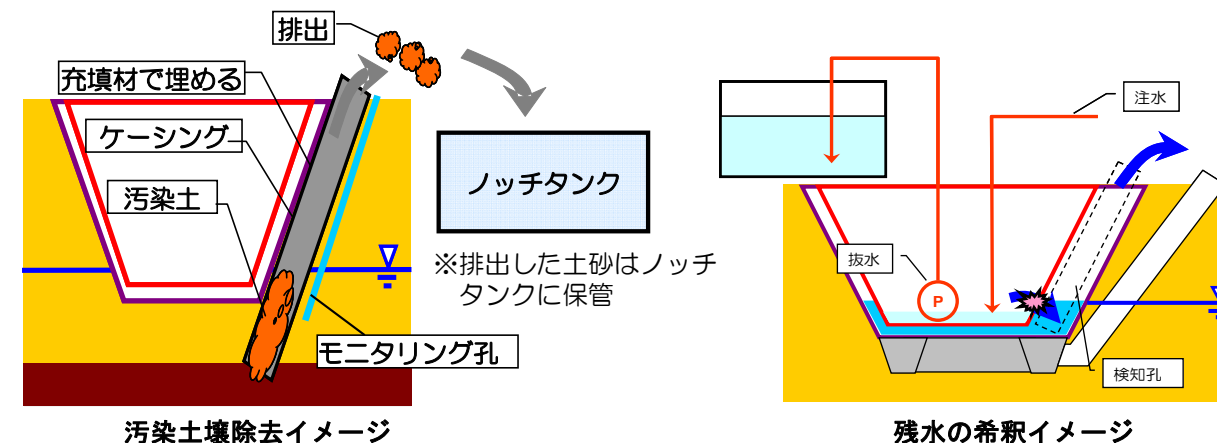 排出
充填材で埋める
ケーシング
汚染土
ノッチタンク
※排出した土砂はノッチ
タンクに保管
モニタリング孔
汚染土壌除去イメージ
注水
抜水
P
検知孔
残水の希釈イメージ